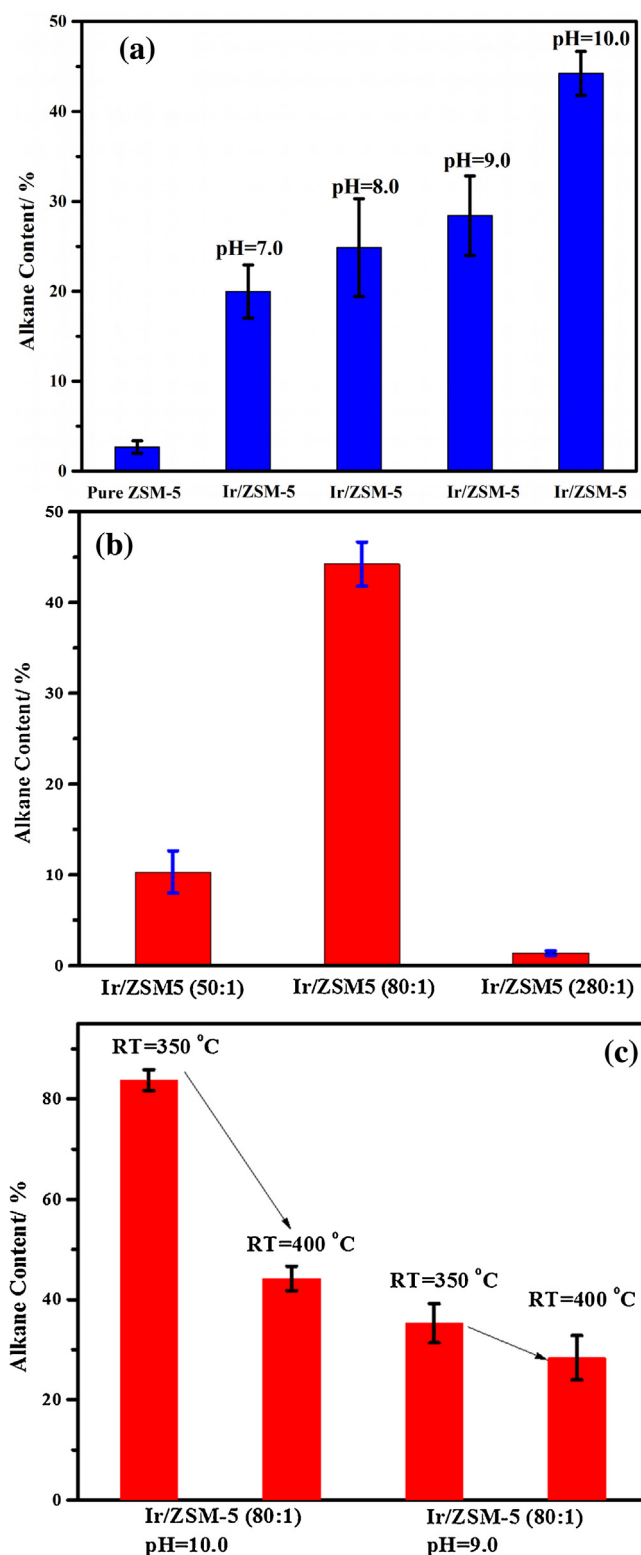 (a)
pH=10.0
pH=9.0
pH=8.0
pH=7.0
50
40
30
20
10
0
Alkane Content/ %
Pure ZSM-5 Ir/ZSM-5 Ir/ZSM-5 Ir/ZSM-5 Ir/ZSM-5
(b)
50
40
30
20
10
0
Alkane Content/ %
Ir/ZSM5 (50:1) Ir/ZSM5 (80:1) Ir/ZSM5 (280:1)
(c)
RT=350 °C
RT=400 °C
RT=350 °C
RT=400 °C
80
60
40
20
0
Alkane Content/ %
Ir/ZSM-5 (80:1) Ir/ZSM-5 (80:1)
pH=10.0 pH=9.0